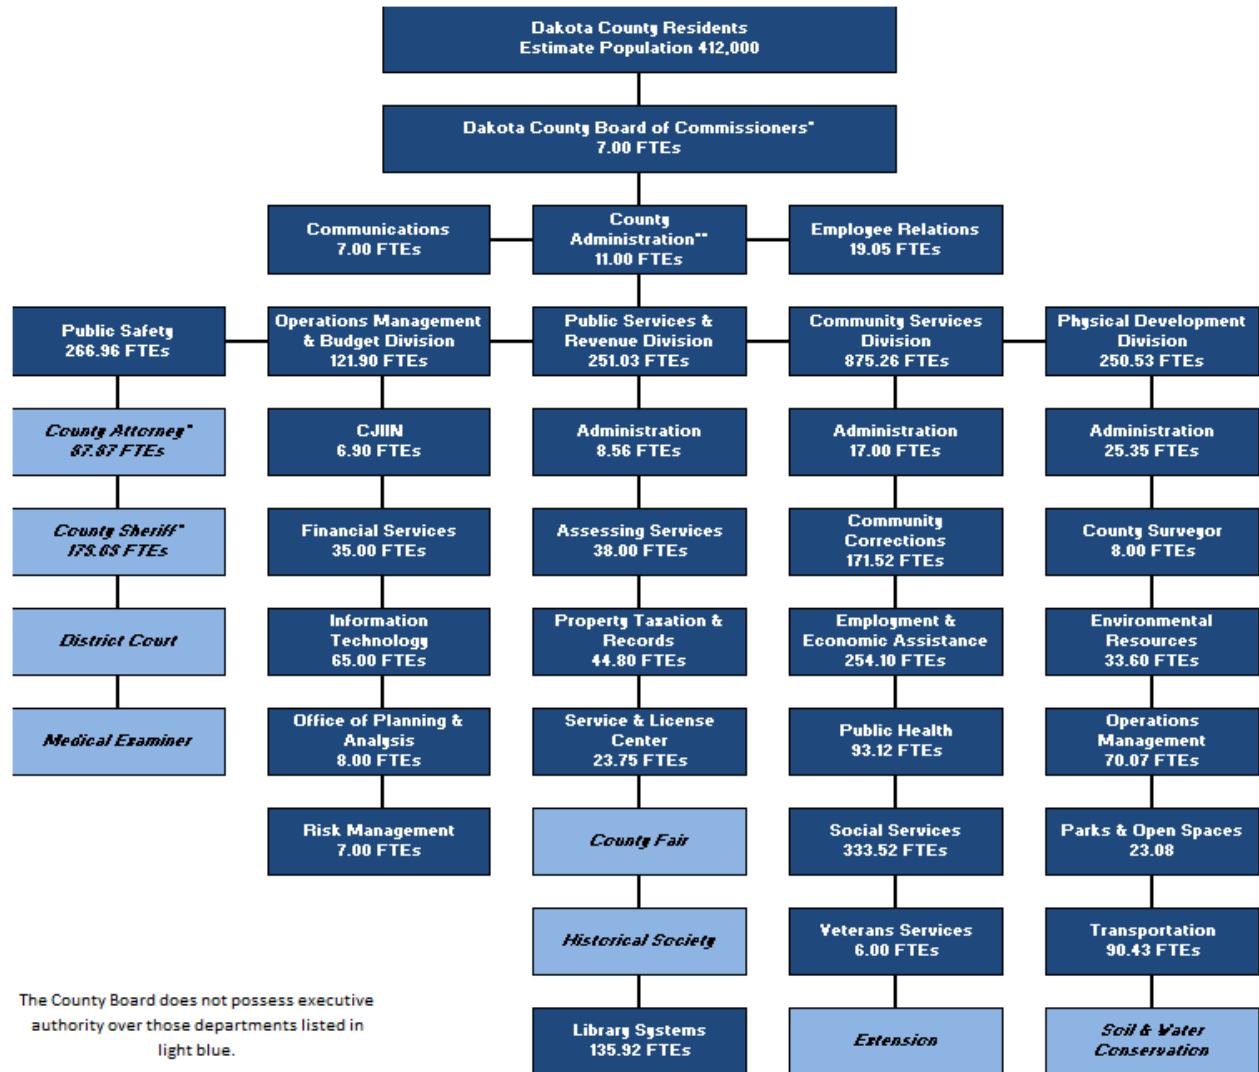 Dakota County Residents
Estimate Population 412,000
Dakota County Board of Commissioners*
7.00 FTEs
Communications
7.00 FTEs
County
Administration**
11.00 FTEs
Employee Relations
19.05 FTEs
Public Safety
266.96 FTEs
Operations Management
& Budget Division
121.90 FTEs
Public Services &
Revenue Division
251.03 FTEs
Community Services
Division
875.26 FTEs
Physical Development
Division
250.53 FTEs
County Attorney*
FTEs
CJIIN
6.90 FTEs
Administration
8.56 FTEs
Administration
17.00 FTEs
Administration
25.35 FTEs
County Sheriff*
FTEs
Financial Services
35.00 FTEs
Assessing Services
38.00 FTEs
Community
Corrections
171.52 FTEs
County Surveyor
8.00 FTEs
District Court
Information
Technology
65.00 FTEs
Property Taxation &
Records
44.80 FTEs
Employment &
Economic Assistance
254.10 FTEs
Environmental
Resources
33.60 FTEs
Medical Examiner
Office of Planning &
Analysis
8.00 FTEs
Service & License
Center
23.75 FTEs
Public Health
93.12 FTEs
Operations
Management
70.07 FTEs
Risk Management
7.00 FTEs
County Fair
Social Services
333.52 FTEs
Parks & Open Spaces
23.08
Historical Society
Veterans Services
6.00 FTEs
Transportation
90.43 FTEs
The County Board does not possess executive
authority over those departments listed in
light blue.
Library Systems
135.92 FTEs
Extension
Soil & Water
Conservation